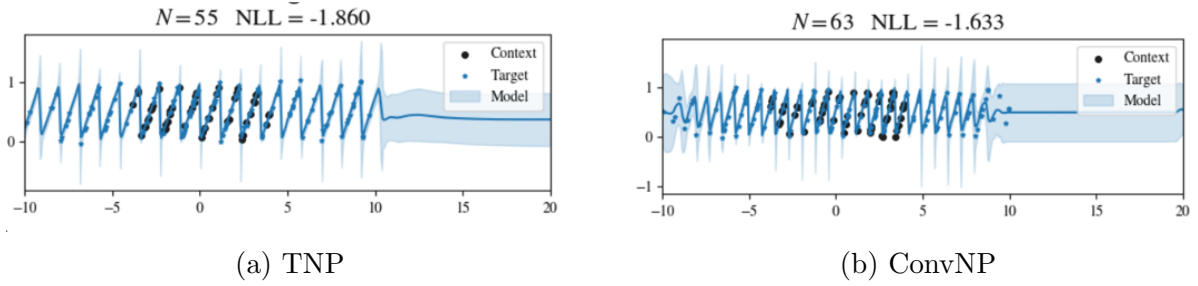 N=55 NLL = -1.860
Context
Target
Model
1
0
−10 −5 0 5 10 15 20
(a) TNP
N=63 NLL = -1.633
Context
Target
Model
1
0
−1
−10 −5 0 5 10 15 20
(b) ConvNP